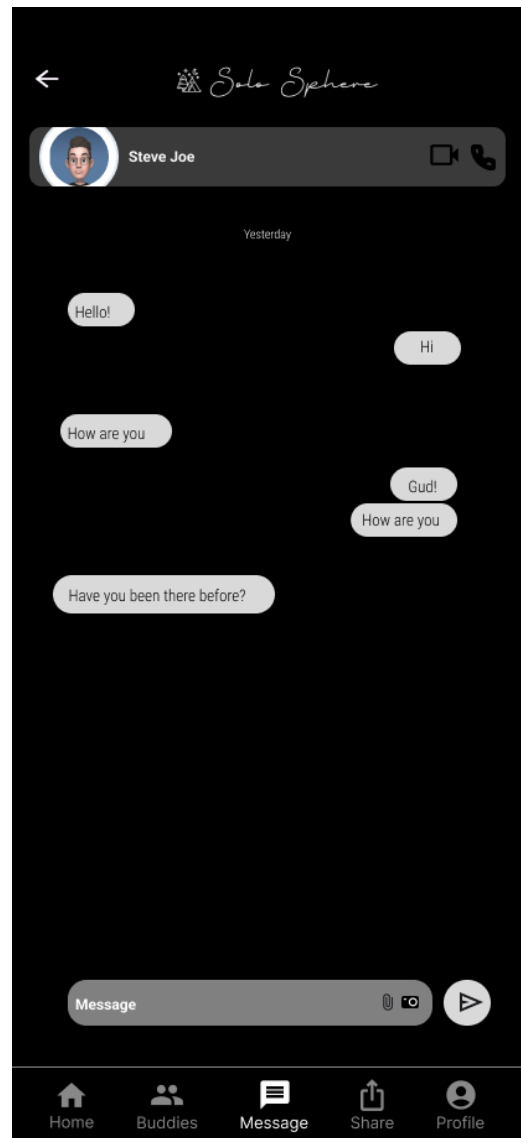 Solo Sphere
Steve Joe
Yesterday
Hello!
Hi
How are you
Gud!
How are you
Have you been there before?
Message
Home Buddies Message Share Profile